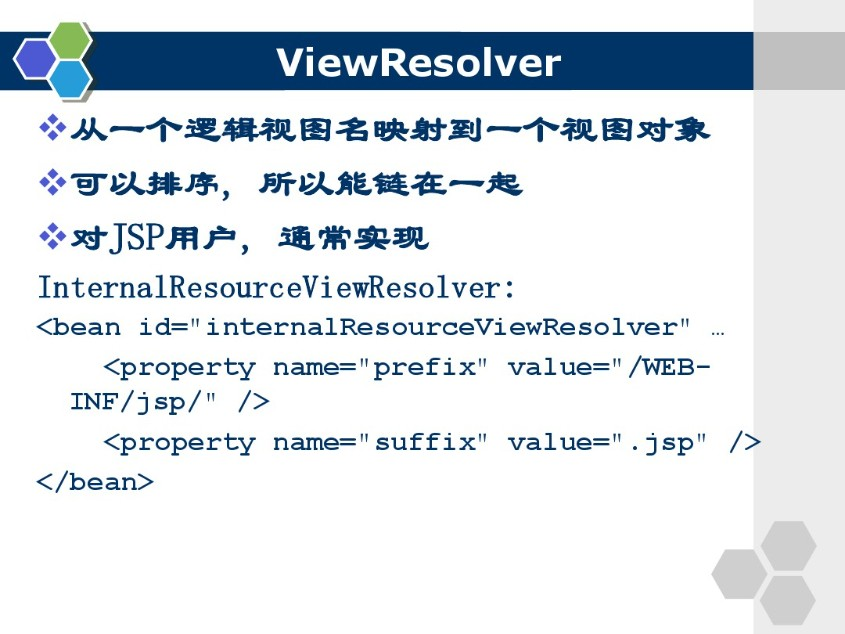 ViewResolver
从一个逻辑视图名映射到一个视图对象
可以排序，所以能链在一起
对JSP用户，通常实现
InternalResourceViewResolver:
<bean id="internalResourceViewResolver" …
<property name="prefix" value="/WEB-
INF/jsp/" />
<property name="suffix" value=".jsp" />
</bean>